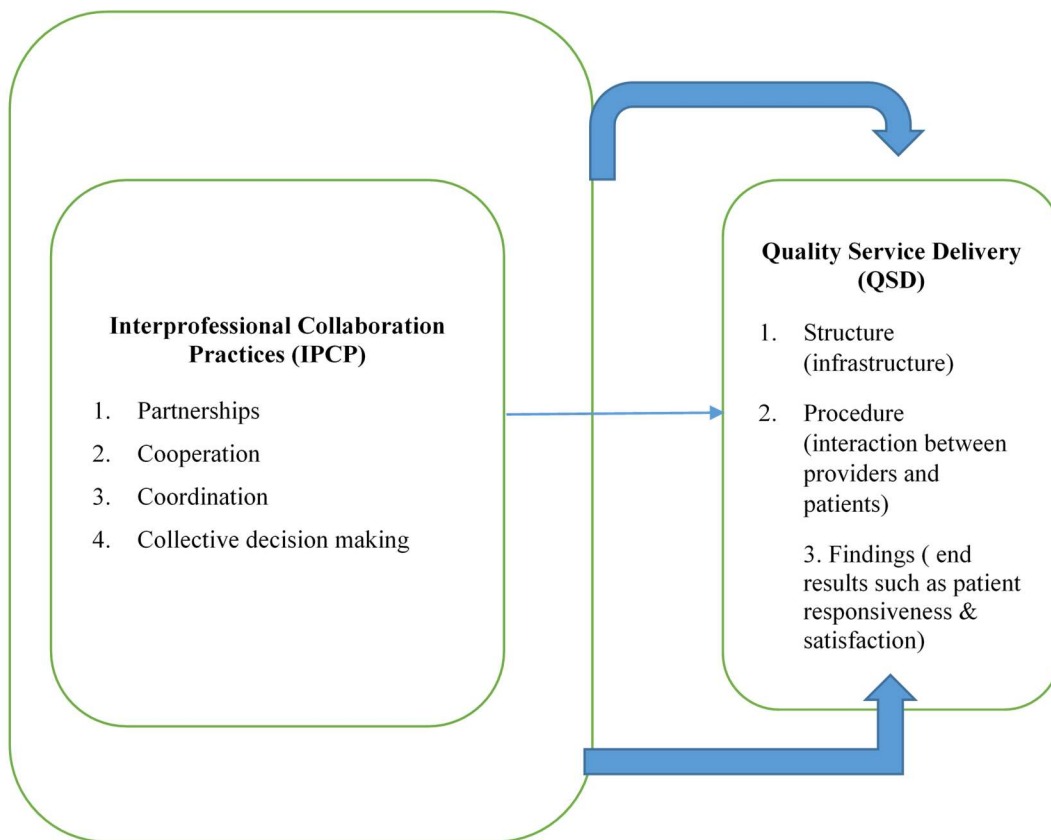 Interprofessional Collaboration
Practices (IPCP)
1. Partnerships
2. Cooperation
3. Coordination
4. Collective decision making
Quality Service Delivery
(QSD)
1. Structure
(infrastructure)
2. Procedure
(interaction between
providers and
patients)
3. Findings ( end
results such as patient
responsiveness &
satisfaction)